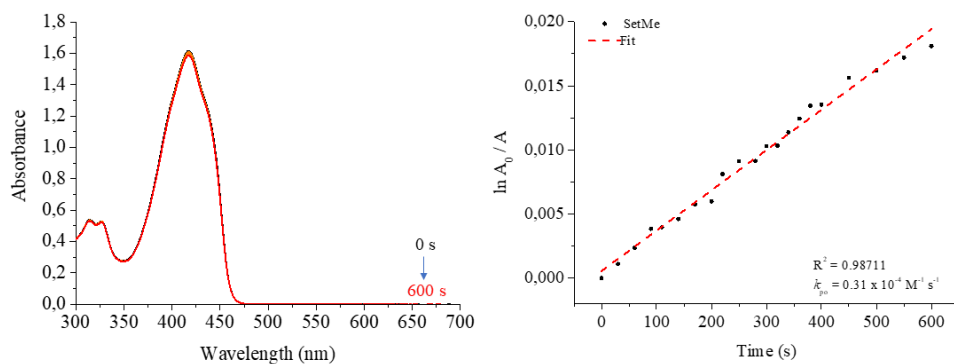 1,8
1,6
1,4
1,2
1,0
0,8
0,6
0,4
0,2
0,0
Absorbance
300 350 400 450 500 550 600 650 700
Wavelength (nm)
0 s
600 s
0,020
0,015
0,010
0,005
0,000
ln A₀ / A
SetMe
Fit
R² = 0.98711
kₚₒ = 0.31 x 10⁻⁴ M⁻¹ s⁻¹
0 100 200 300 400 500 600
Time (s)